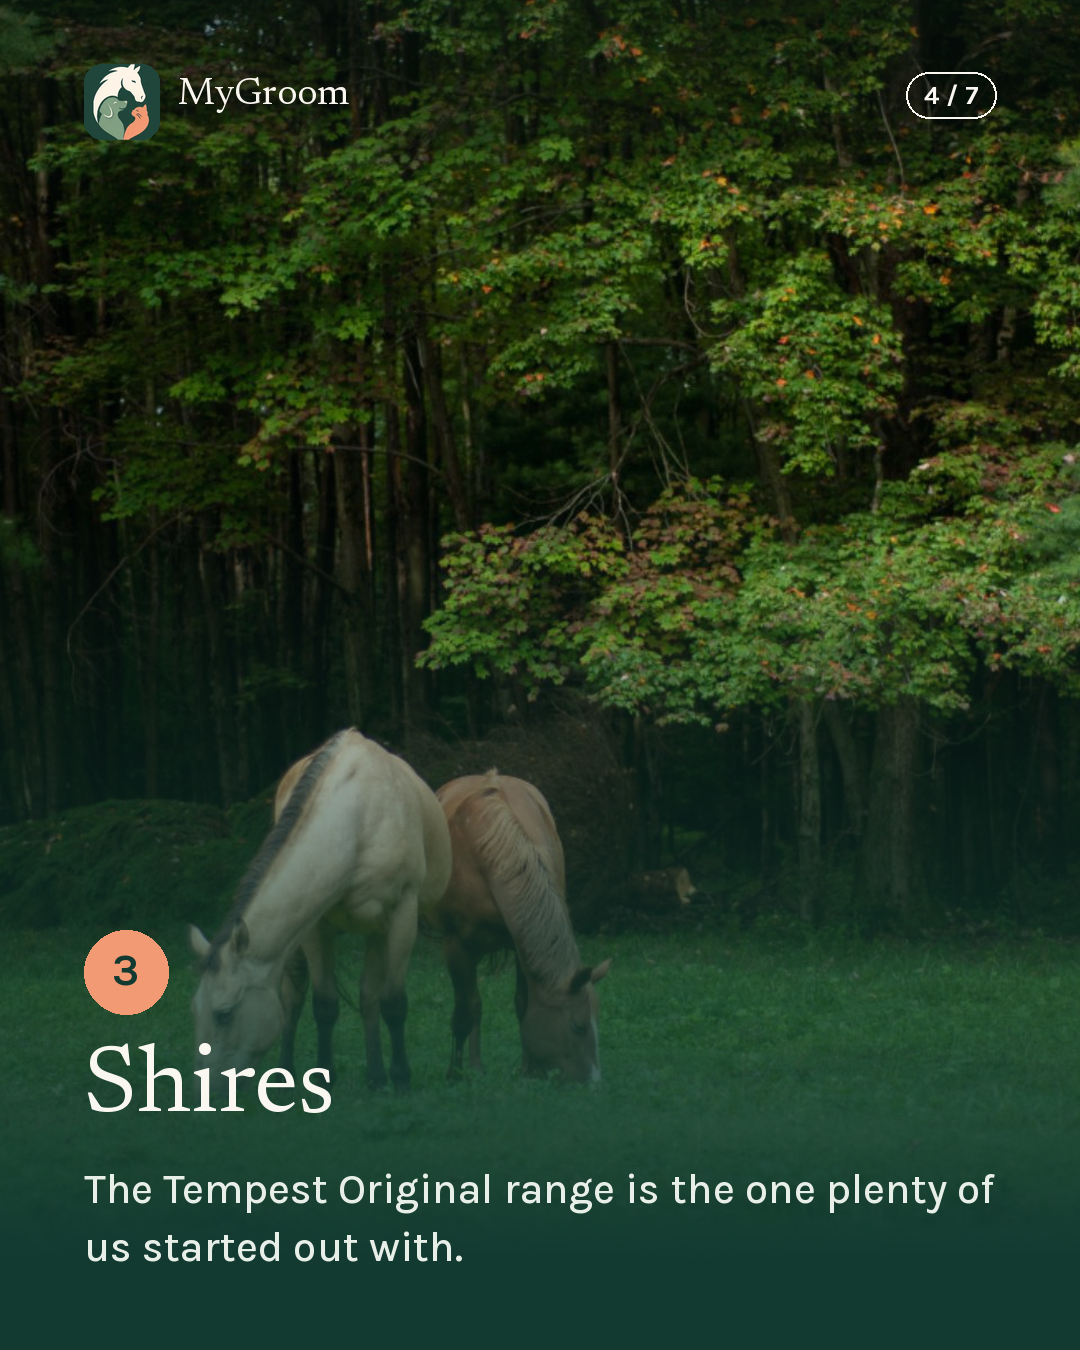 MyGroom
4 / 7
3
Shires
The Tempest Original range is the one plenty of
us started out with.